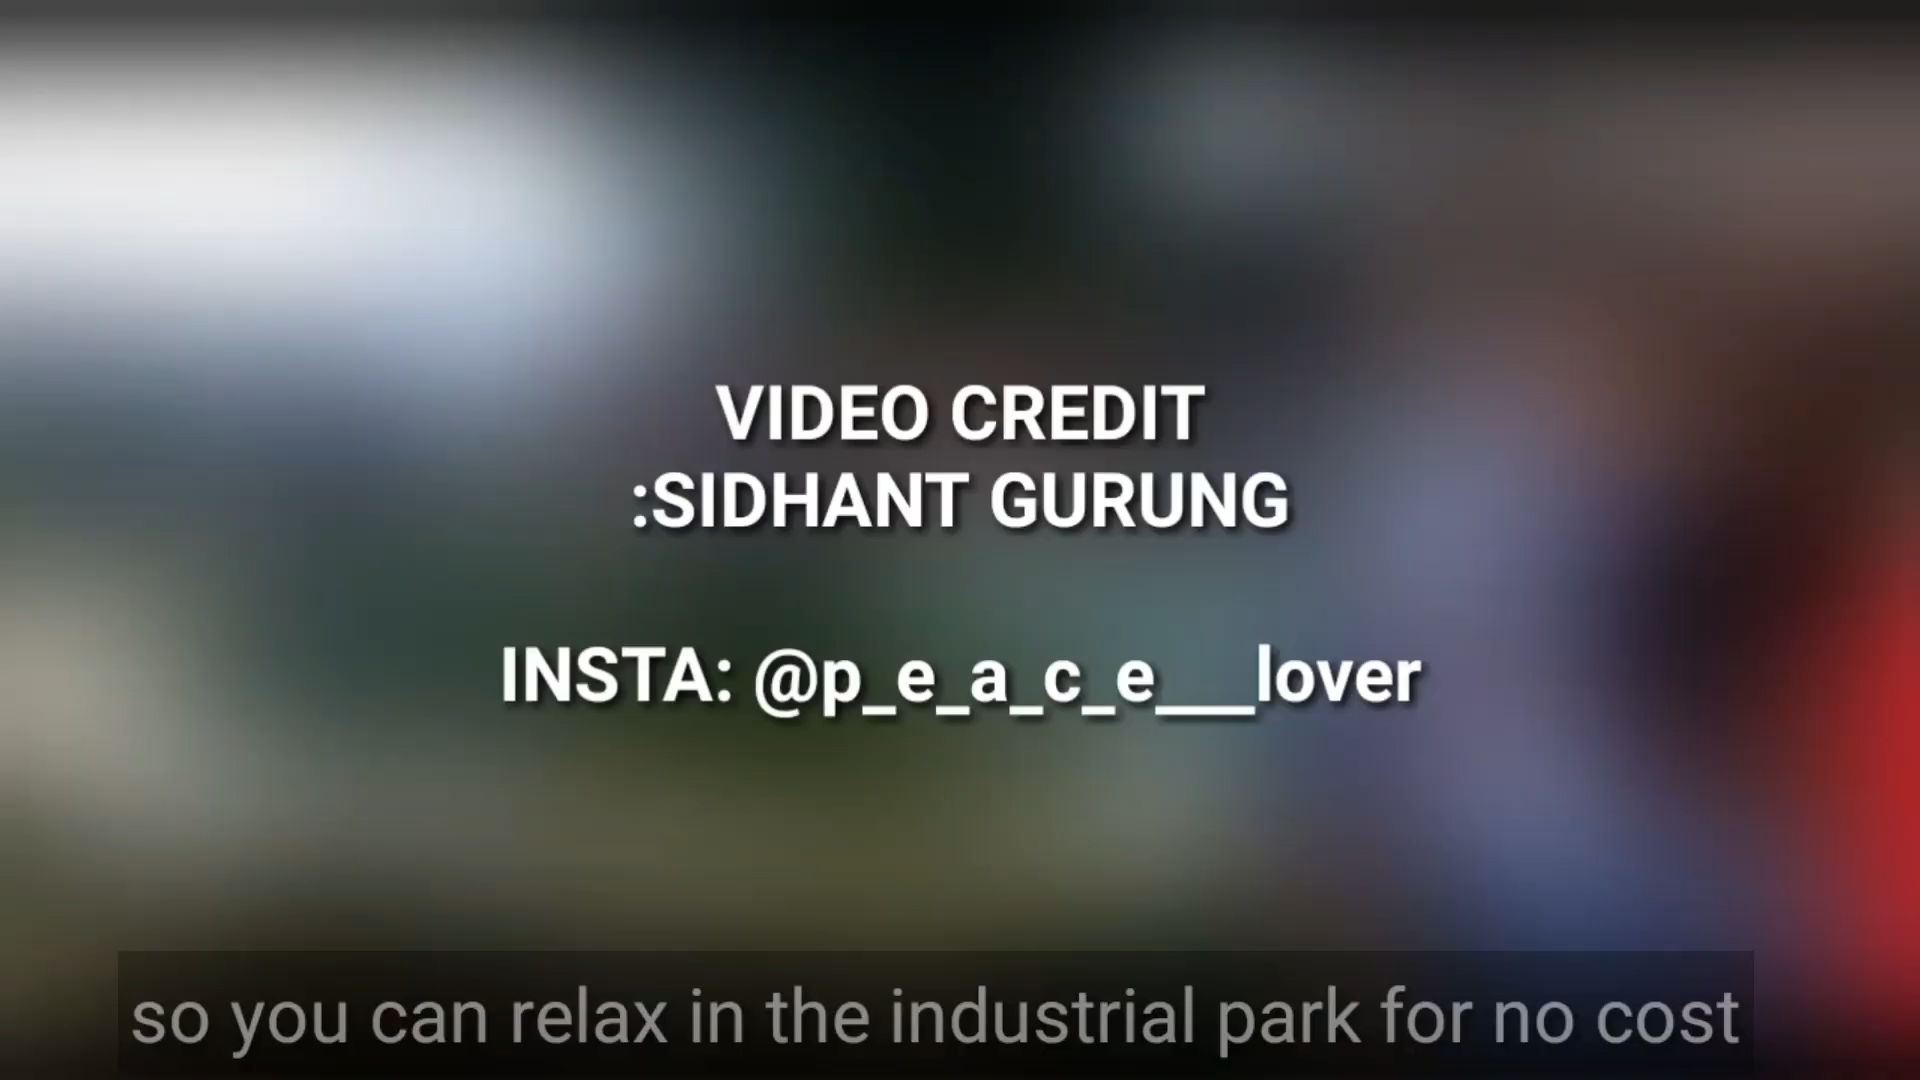 VIDEO CREDIT
:SIDHANT GURUNG
INSTA: @p_e_a_c_e___lover
so you can relax in the industrial park for no cost